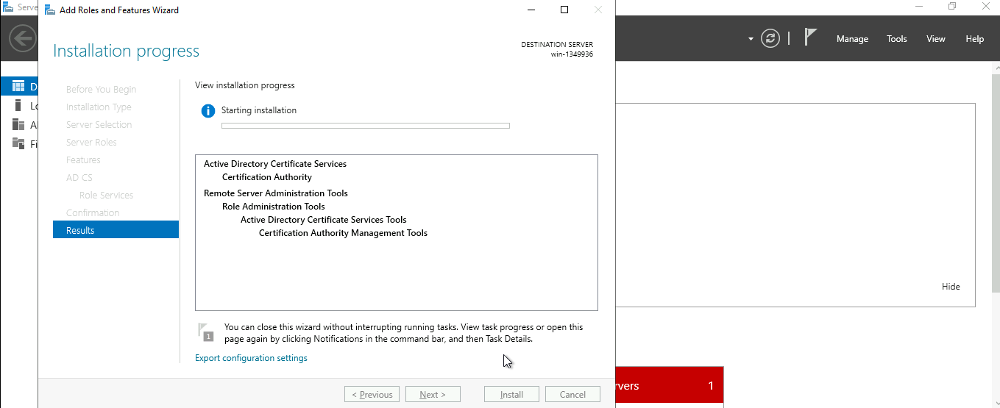 Serve
Add Roles and Features Wizard
Manage
Tools
View
Help
Installation progress
DESTINATION SERVER
win-1349936
D
Lo
A
Fi
Before You Begin
Installation Type
Server Selection
Server Roles
Features
AD CS
Role Services
Confirmation
Results
View installation progress
Starting installation
Active Directory Certificate Services
Certification Authority
Remote Server Administration Tools
Role Administration Tools
Active Directory Certificate Services Tools
Certification Authority Management Tools
Hide
1
You can close this wizard without interrupting running tasks. View task progress or open this
page again by clicking Notifications in the command bar, and then Task Details.
Export configuration settings
< Previous
Next >
Install
Cancel
rvers
1